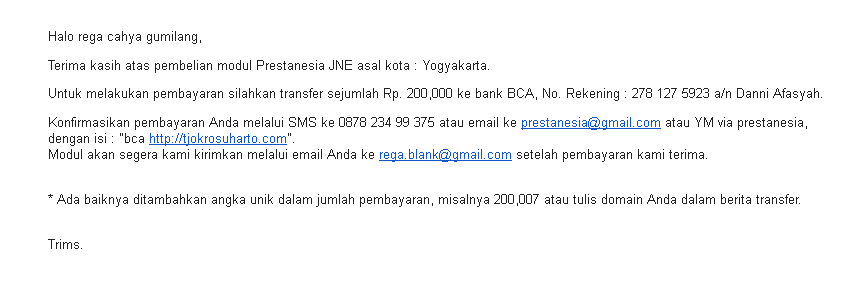 Halo rega cahya gumilang,
Terima kasih atas pembelian modul Prestanesia JNE asal kota : Yogyakarta.
Untuk melakukan pembayaran silahkan transfer sejumlah Rp. 200,000 ke bank BCA, No. Rekening : 278 127 5923 a/n Danni Afasyah.
Konfirmasikan pembayaran Anda melalui SMS ke 0878 234 99 375 atau email ke prestanesia@gmail.com atau YM via prestanesia,
dengan isi : "bca http://tjokrosuharto.com".
Modul akan segera kami kirimkan melalui email Anda ke rega.blank@gmail.com setelah pembayaran kami terima.
* Ada baiknya ditambahkan angka unik dalam jumlah pembayaran, misalnya 200,007 atau tulis domain Anda dalam berita transfer.
Trims.